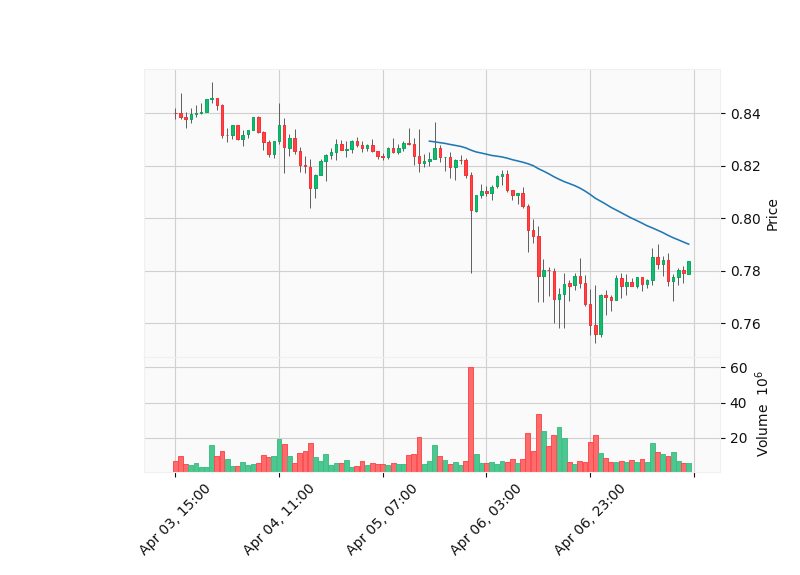 0.84
0.82
0.80
0.78
0.76
Price
60
40
20
Volume 10^6
Apr 03, 15:00
Apr 04, 11:00
Apr 05, 07:00
Apr 06, 03:00
Apr 06, 23:00